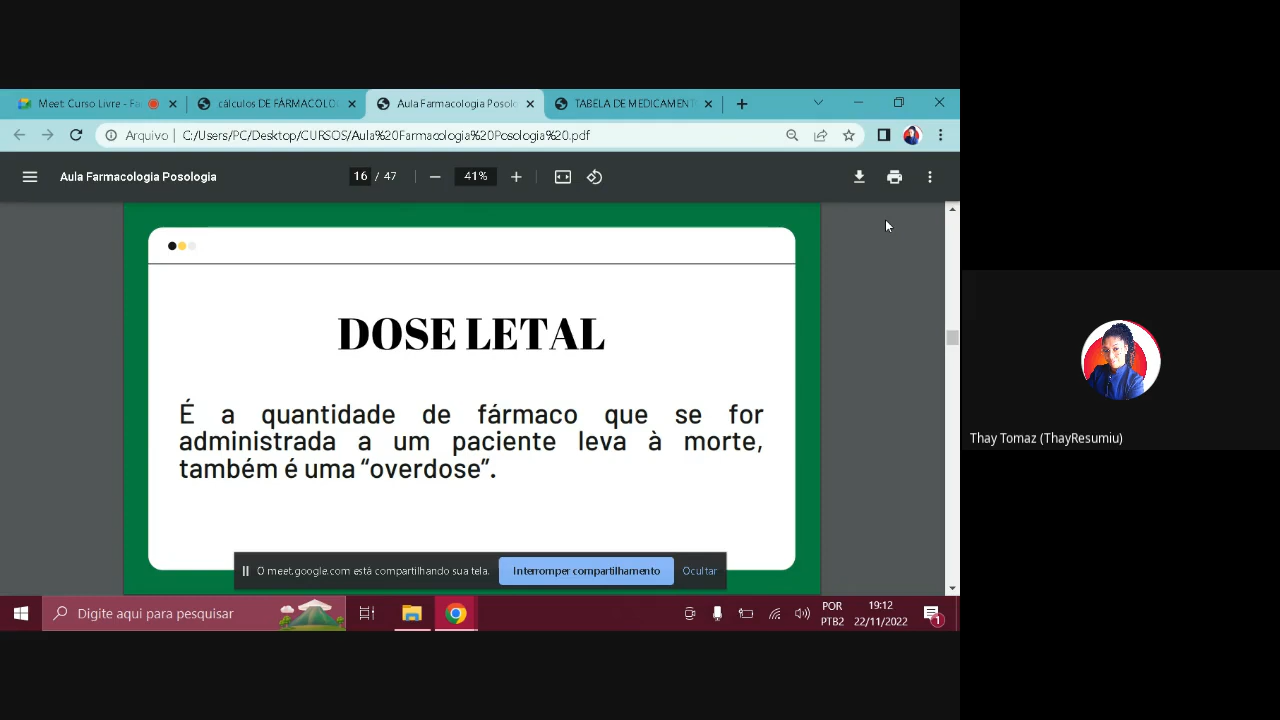 Meet: Curso Livre - Fa
cálculos DE FÁRMACOLO
Aula Farmacologia Posolo
TABELA DE MEDICAMENT
Arquivo
C:/Users/PC/Desktop/CURSOS/Aula%20Farmacologia%20Posologia%20.pdf
Aula Farmacologia Posologia
16 / 47
41%
DOSE LETAL
É a quantidade de fármaco que se for
administrada a um paciente leva à morte,
também é uma “overdose”.
O meet.google.com está compartilhando sua tela.
Interromper compartilhamento
Ocultar
Thay Tomaz (ThayResumiu)
Digite aqui para pesquisar
POR
PTB2
19:12
22/11/2022
1